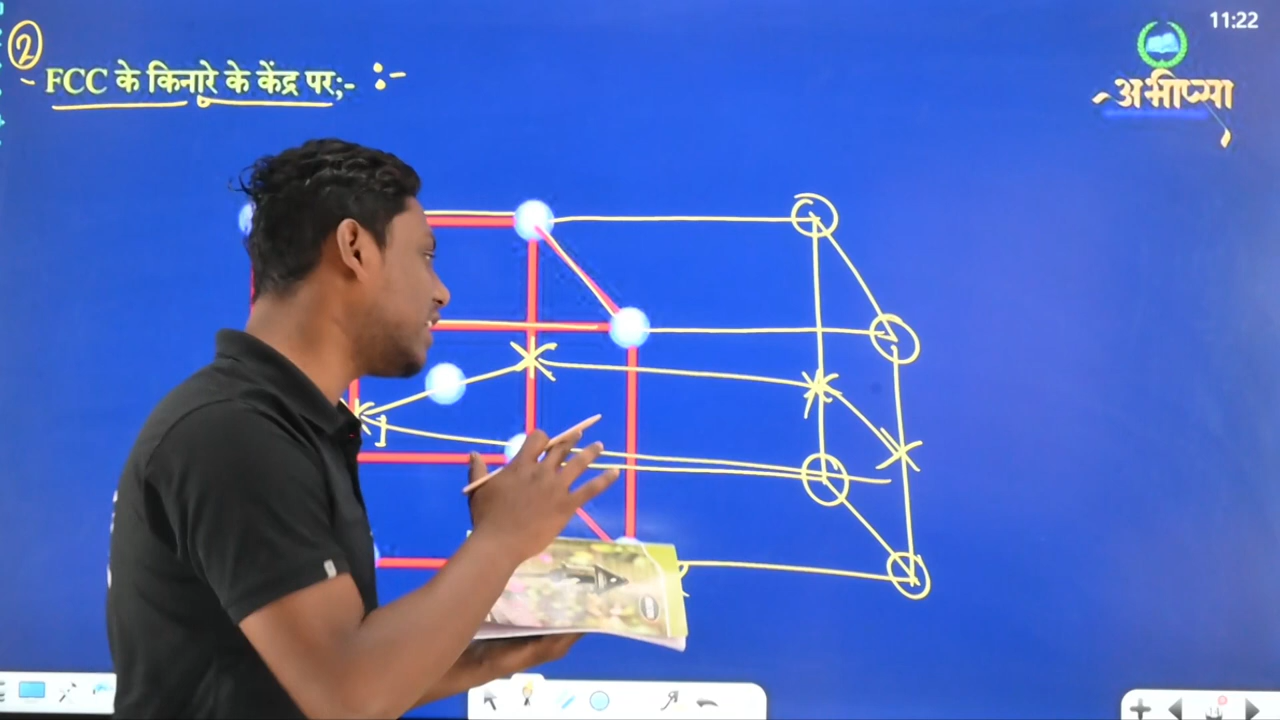 11:22
②
FCC के किनारे के केंद्र पर;- :-
अभीप्सा